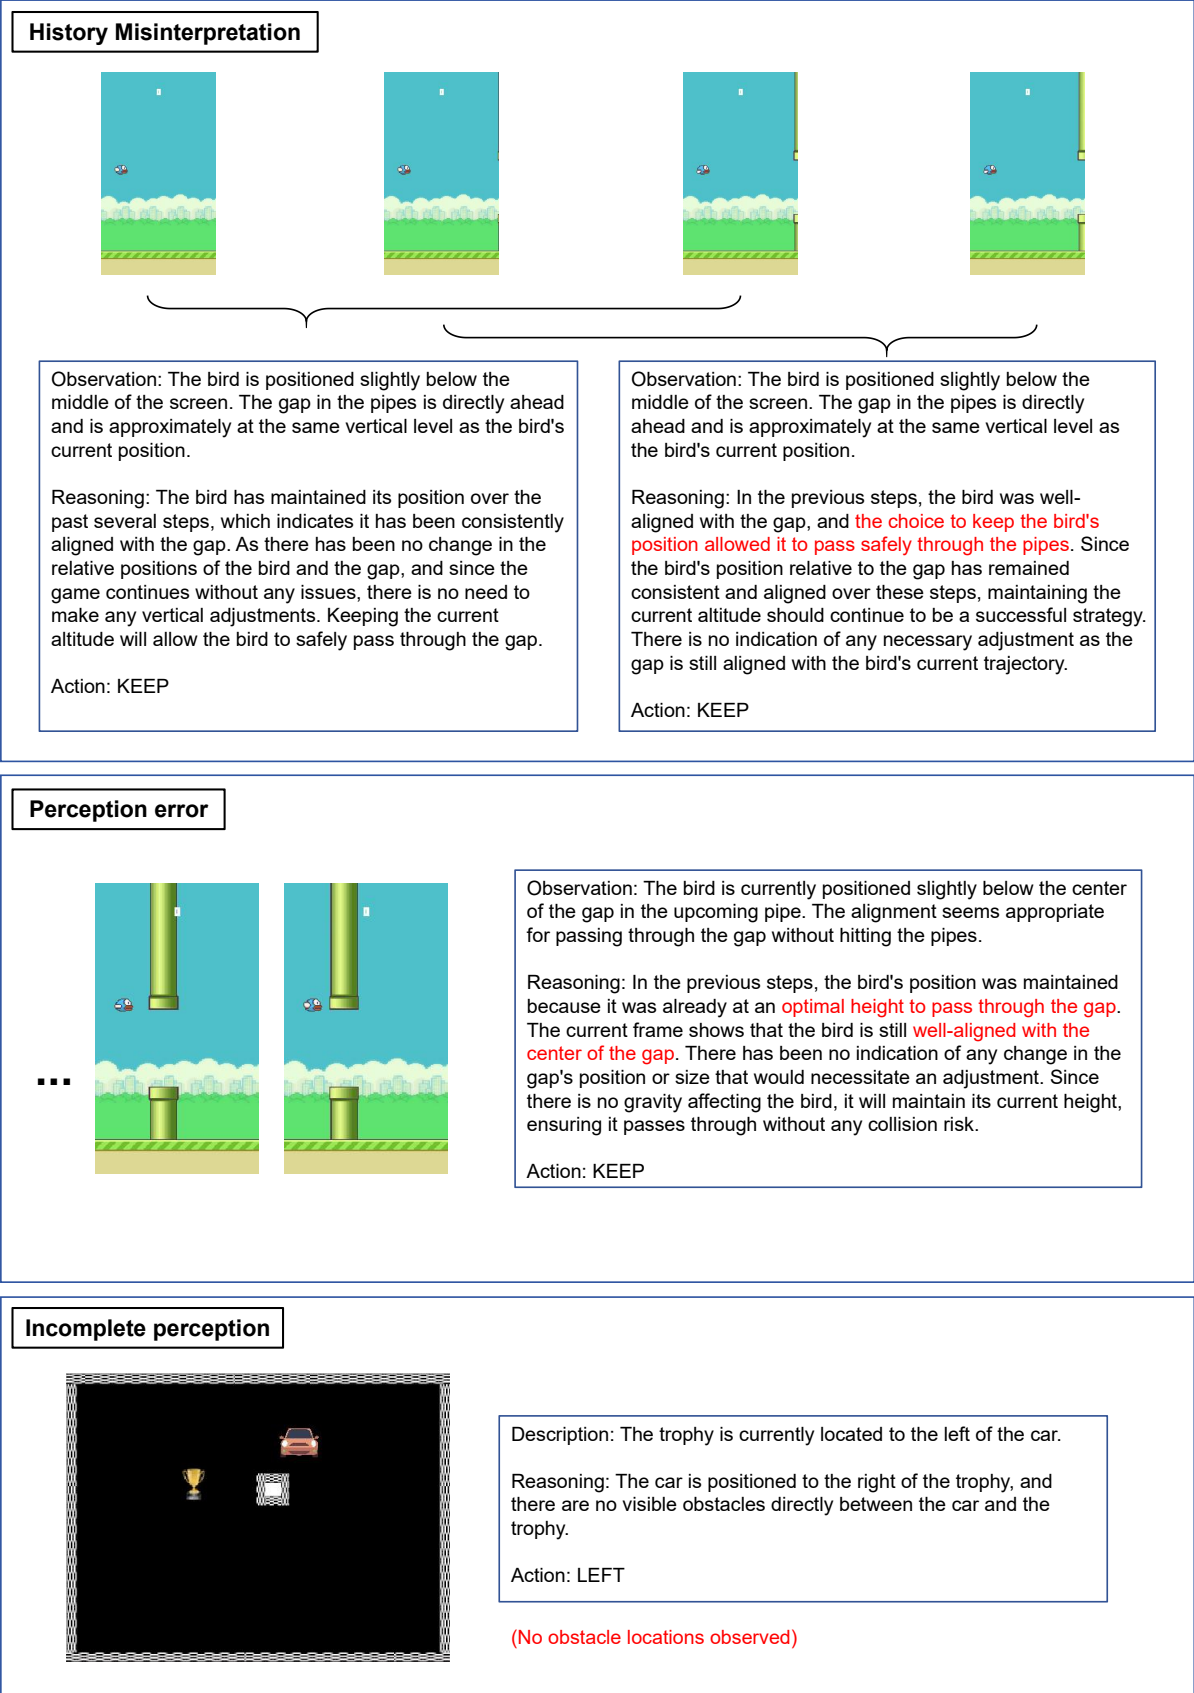 History Misinterpretation
Observation: The bird is positioned slightly below the
middle of the screen. The gap in the pipes is directly ahead
and is approximately at the same vertical level as the bird's
current position.
Reasoning: The bird has maintained its position over the
past several steps, which indicates it has been consistently
aligned with the gap. As there has been no change in the
relative positions of the bird and the gap, and since the
game continues without any issues, there is no need to
make any vertical adjustments. Keeping the current
altitude will allow the bird to safely pass through the gap.
Action: KEEP
Observation: The bird is positioned slightly below the
middle of the screen. The gap in the pipes is directly
ahead and is approximately at the same vertical level as
the bird's current position.
Reasoning: In the previous steps, the bird was well-
aligned with the gap, and the choice to keep the bird's
position allowed it to pass safely through the pipes. Since
the bird's position relative to the gap has remained
consistent and aligned over these steps, maintaining the
current altitude should continue to be a successful strategy.
There is no indication of any necessary adjustment as the
gap is still aligned with the bird's current trajectory.
Action: KEEP
Perception error
...
Observation: The bird is currently positioned slightly below the center
of the gap in the upcoming pipe. The alignment seems appropriate
for passing through the gap without hitting the pipes.
Reasoning: In the previous steps, the bird's position was maintained
because it was already at an optimal height to pass through the gap.
The current frame shows that the bird is still well-aligned with the
center of the gap. There has been no indication of any change in the
gap's position or size that would necessitate an adjustment. Since
there is no gravity affecting the bird, it will maintain its current height,
ensuring it passes through without any collision risk.
Action: KEEP
Incomplete perception
Description: The trophy is currently located to the left of the car.
Reasoning: The car is positioned to the right of the trophy, and
there are no visible obstacles directly between the car and the
trophy.
Action: LEFT
(No obstacle locations observed)